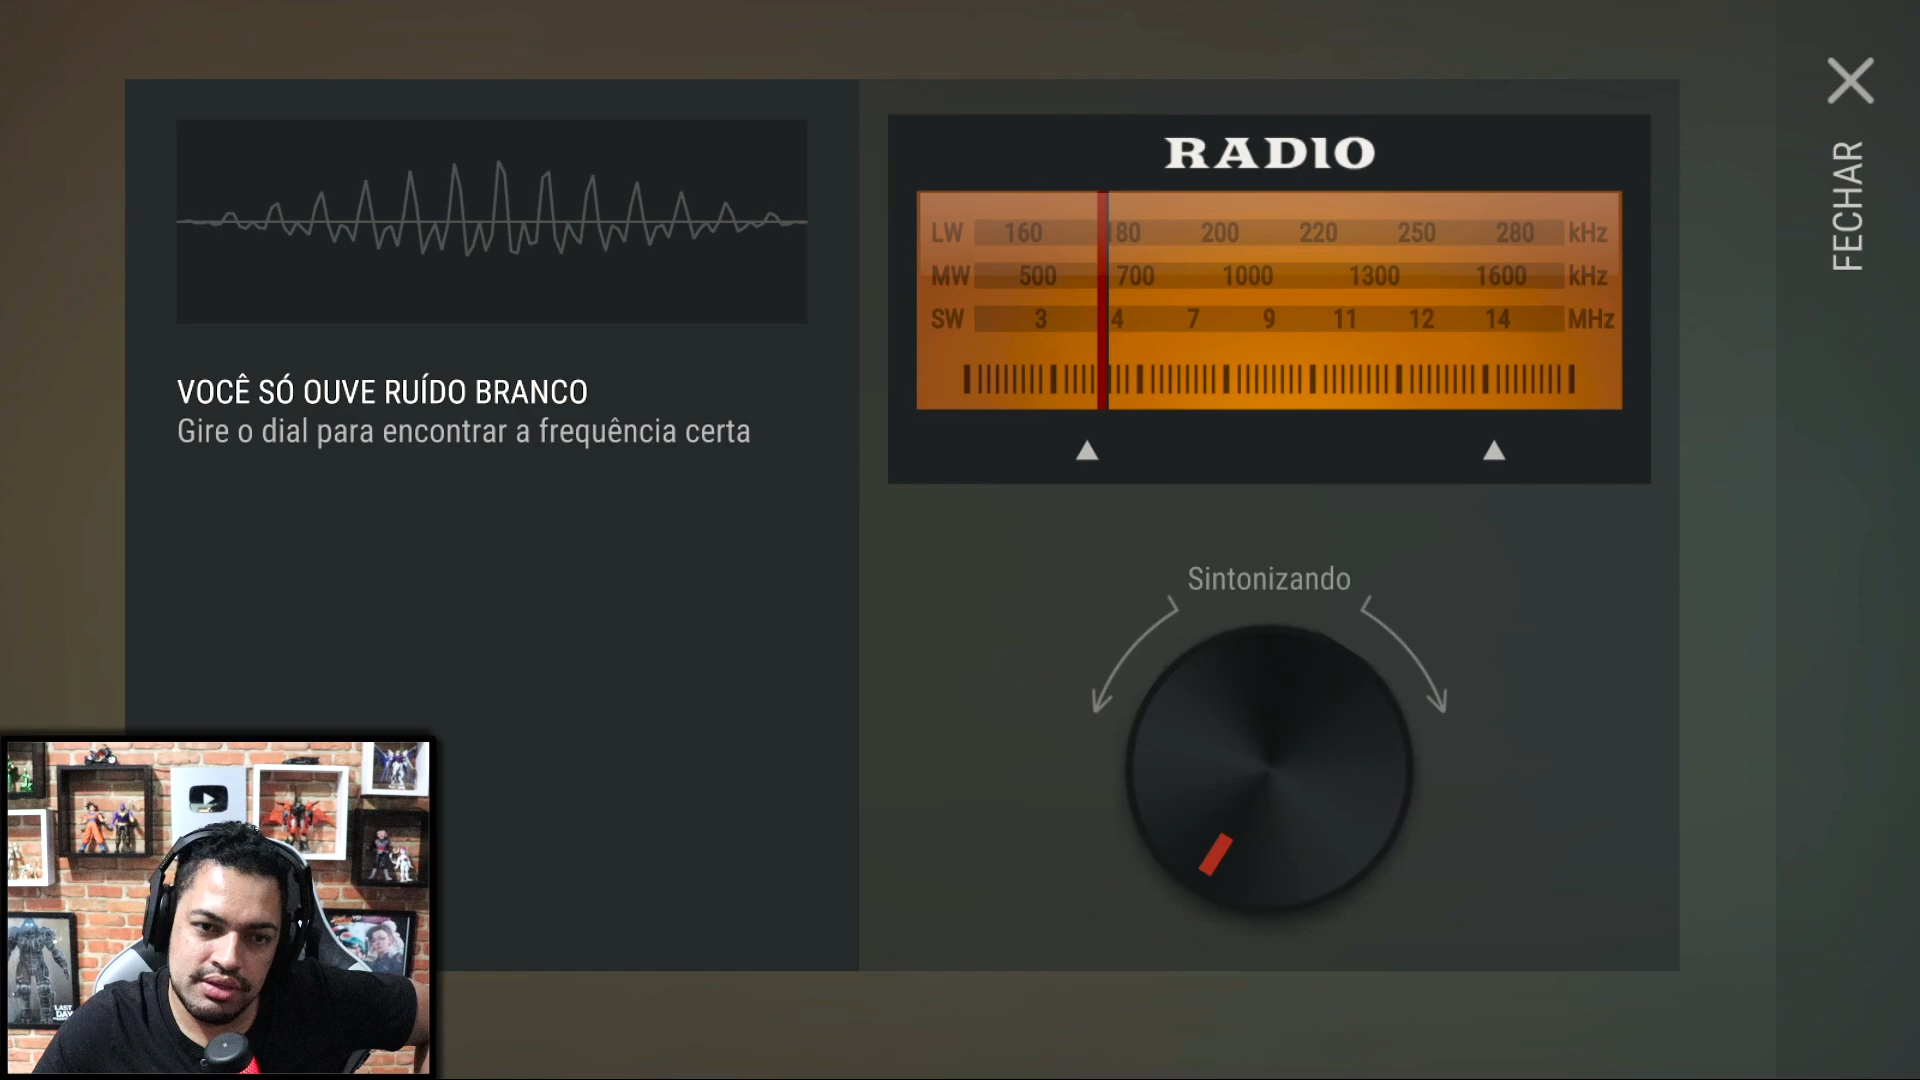 VOCÊ SÓ OUVE RUÍDO BRANCO
Gire o dial para encontrar a frequência certa
RADIO
LW 160 180 200 220 250 280 kHz
MW 500 700 1000 1300 1600 kHz
SW 3 4 7 9 11 12 14 MHz
Sintonizando
FECHAR
LAST
DAY